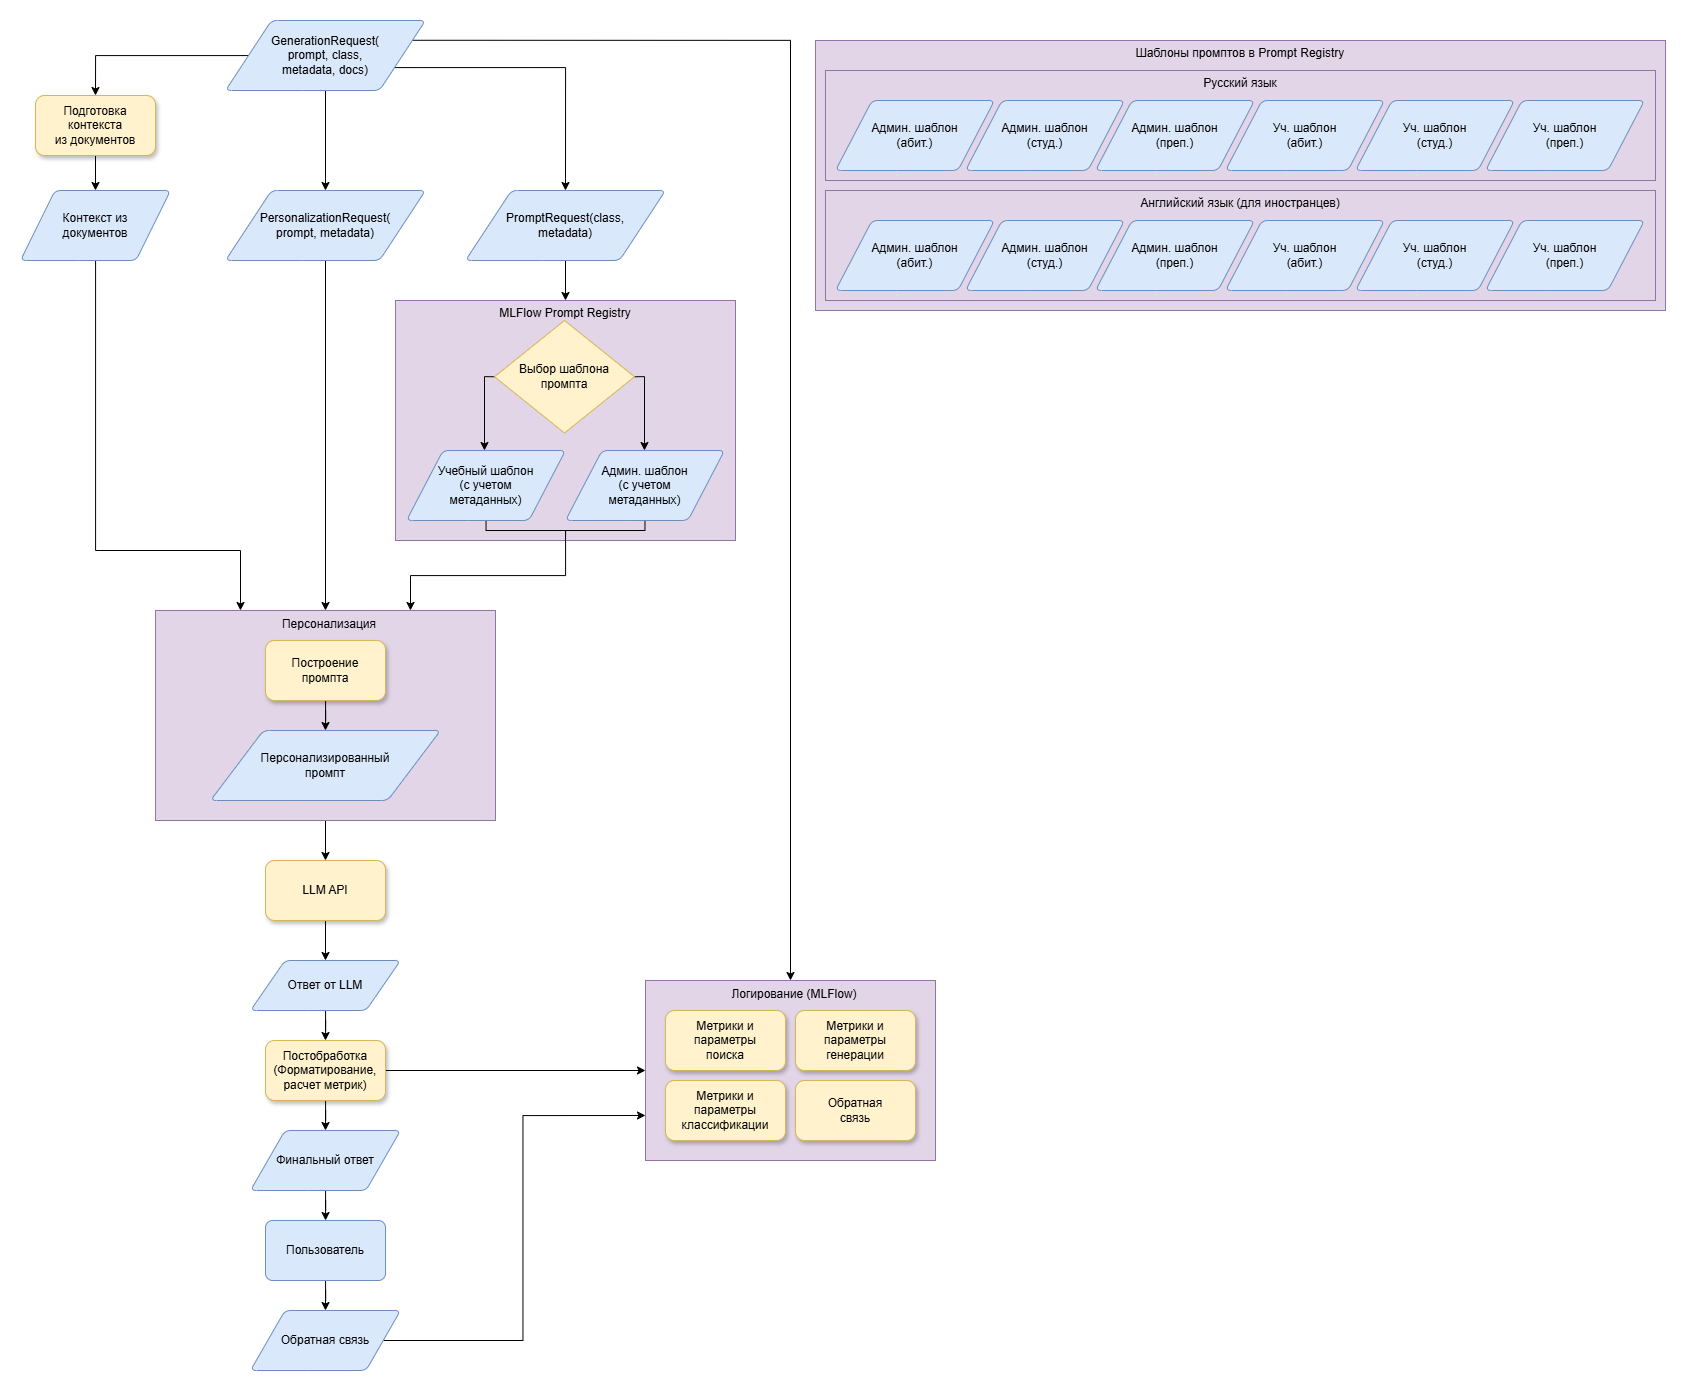 GenerationRequest(
prompt, class,
metadata, docs)
Подготовка
контекста
из документов
Контекст из
документов
PersonalizationRequest(
prompt, metadata)
PromptRequest(class,
metadata)
MLFlow Prompt Registry
Выбор шаблона
промпта
Учебный шаблон
(с учетом
метаданных)
Админ. шаблон
(с учетом
метаданных)
Персонализация
Построение
промпта
Персонализированный
промпт
LLM API
Ответ от LLM
Постобработка
(Форматирование,
расчет метрик)
Финальный ответ
Пользователь
Обратная связь
Логирование (MLFlow)
Метрики и
параметры
поиска
Метрики и
параметры
генерации
Метрики и
параметры
классификации
Обратная
связь
Шаблоны промптов в Prompt Registry
Русский язык
Админ. шаблон
(абит.)
Админ. шаблон
(студ.)
Админ. шаблон
(преп.)
Уч. шаблон
(абит.)
Уч. шаблон
(студ.)
Уч. шаблон
(преп.)
Английский язык (для иностранцев)
Админ. шаблон
(абит.)
Админ. шаблон
(студ.)
Админ. шаблон
(преп.)
Уч. шаблон
(абит.)
Уч. шаблон
(студ.)
Уч. шаблон
(преп.)